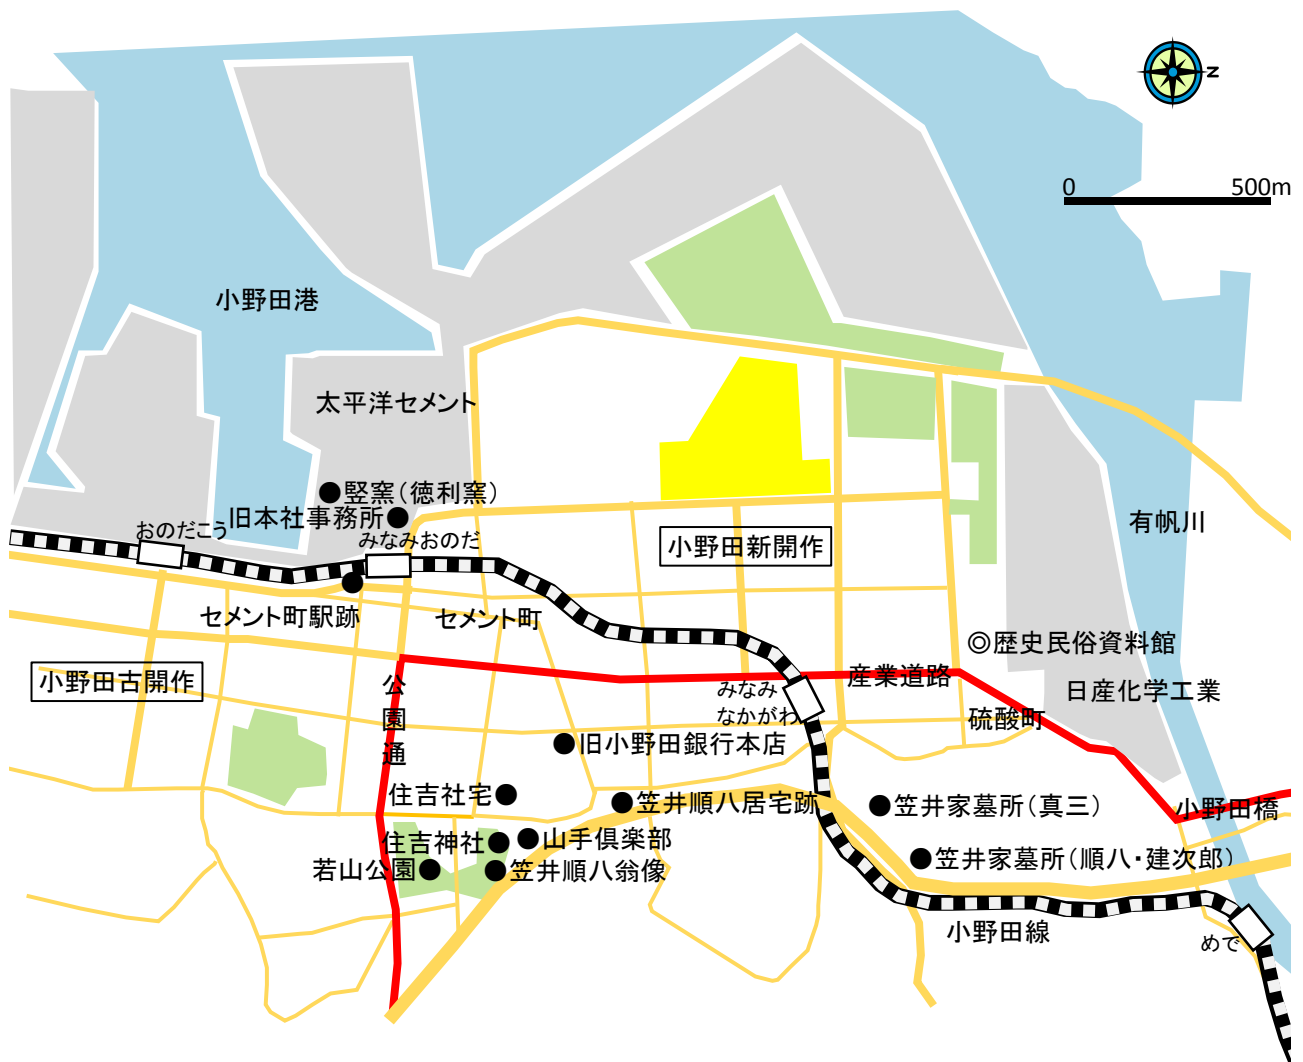 N
0 500m
小野田港
太平洋セメント
竪窯(徳利窯)
旧本社事務所
おのだこう
みなみおのだ
小野田新開作
有帆川
セメント町駅跡
セメント町
◎歴史民俗資料館
小野田古開作
公園通
産業道路
日産化学工業
みなみ
なかがわ
硫酸町
旧小野田銀行本店
住吉社宅
笠井順八居宅跡
笠井家墓所(真三)
小野田橋
住吉神社
山手倶楽部
若山公園
笠井順八翁像
笠井家墓所(順八・建次郎)
小野田線
めで